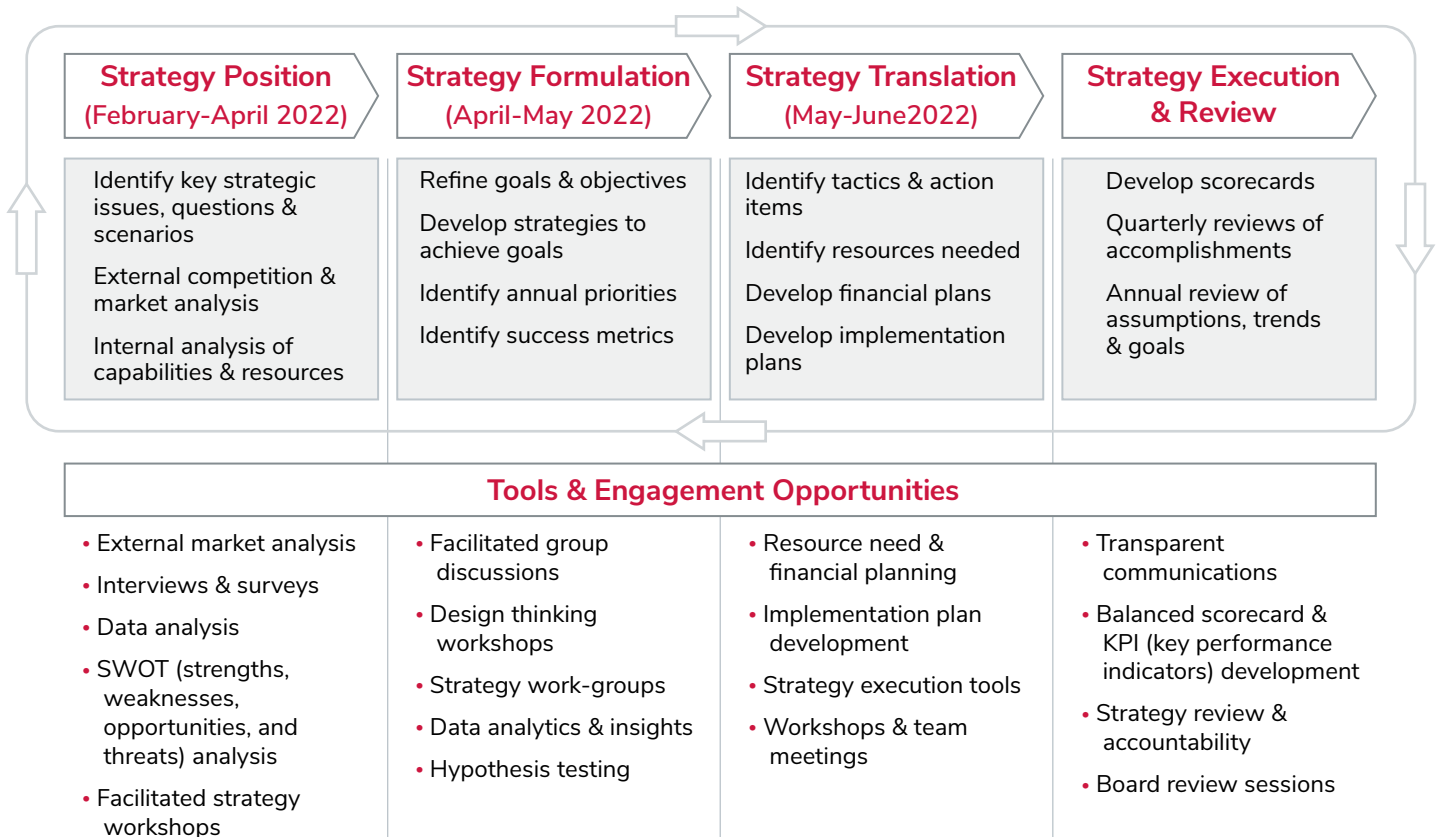 Strategy Position
(February-April 2022)
Strategy Formulation
(April-May 2022)
Strategy Translation
(May-June2022)
Strategy Execution
& Review
Identify key strategic
issues, questions &
scenarios
External competition &
market analysis
Internal analysis of
capabilities & resources
Refine goals & objectives
Develop strategies to
achieve goals
Identify annual priorities
Identify success metrics
Identify tactics & action
items
Identify resources needed
Develop financial plans
Develop implementation
plans
Develop scorecards
Quarterly reviews of
accomplishments
Annual review of
assumptions, trends
& goals
Tools & Engagement Opportunities
• External market analysis
• Interviews & surveys
• Data analysis
• SWOT (strengths,
weaknesses,
opportunities, and
threats) analysis
• Facilitated strategy
workshops
• Facilitated group
discussions
• Design thinking
workshops
• Strategy work-groups
• Data analytics & insights
• Hypothesis testing
• Resource need &
financial planning
• Implementation plan
development
• Strategy execution tools
• Workshops & team
meetings
• Transparent
communications
• Balanced scorecard &
KPI (key performance
indicators) development
• Strategy review &
accountability
• Board review sessions